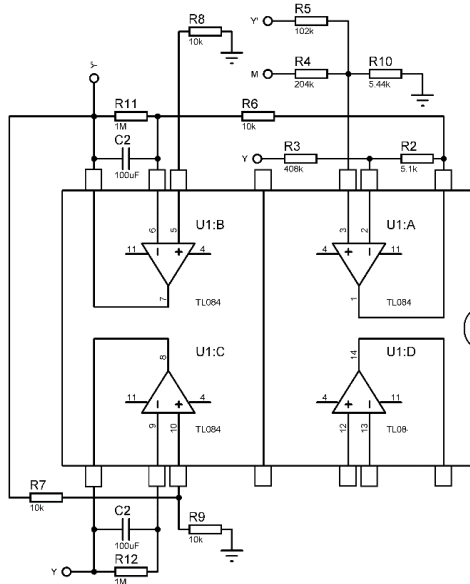 R8
10k
Y'
R5
102k
M
R4
204k
R10
5.44k
Y'
R11
1M
R6
10k
C2
100uF
Y
R3
408k
R2
5.1k
6
5
3
2
U1:B
U1:A
11
4
4
11
7
TL084
1
TL084
8
U1:C
14
U1:D
11
4
4
11
9
10
TL084
12
13
TL08
R7
10k
C2
100uF
R9
10k
Y
R12
1M